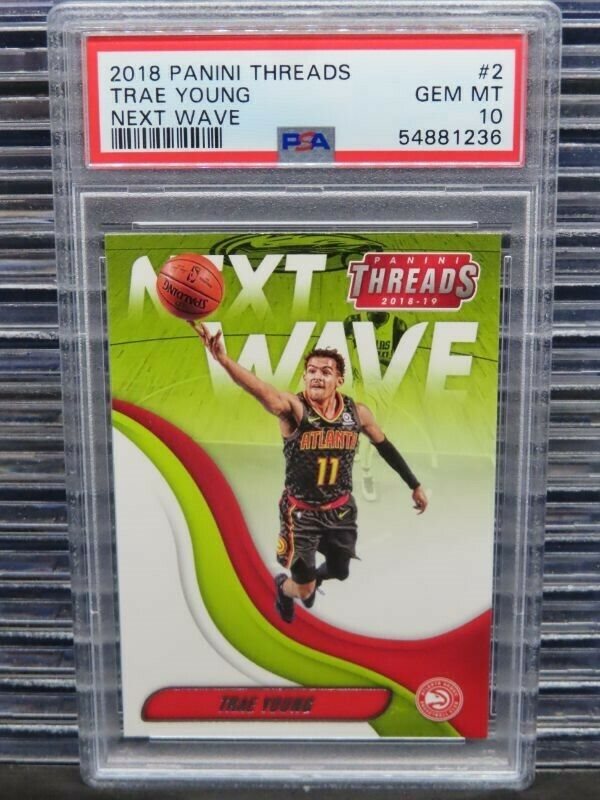 2018 PANINI THREADS #2
TRAE YOUNG GEM MT
NEXT WAVE 10
PSA 54881236
NEXT
WAVE
PANINI
THREADS
2018-19
SPALDING
ATLANTA
11
TRAE YOUNG